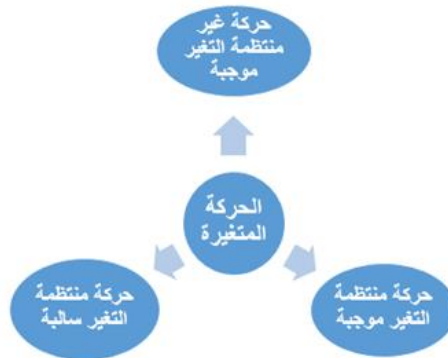 حركة غير
منتظمة التغير
موجبة
الحركة
المتغيرة
حركة منتظمة
التغير موجبة
حركة منتظمة
التغير سالبة